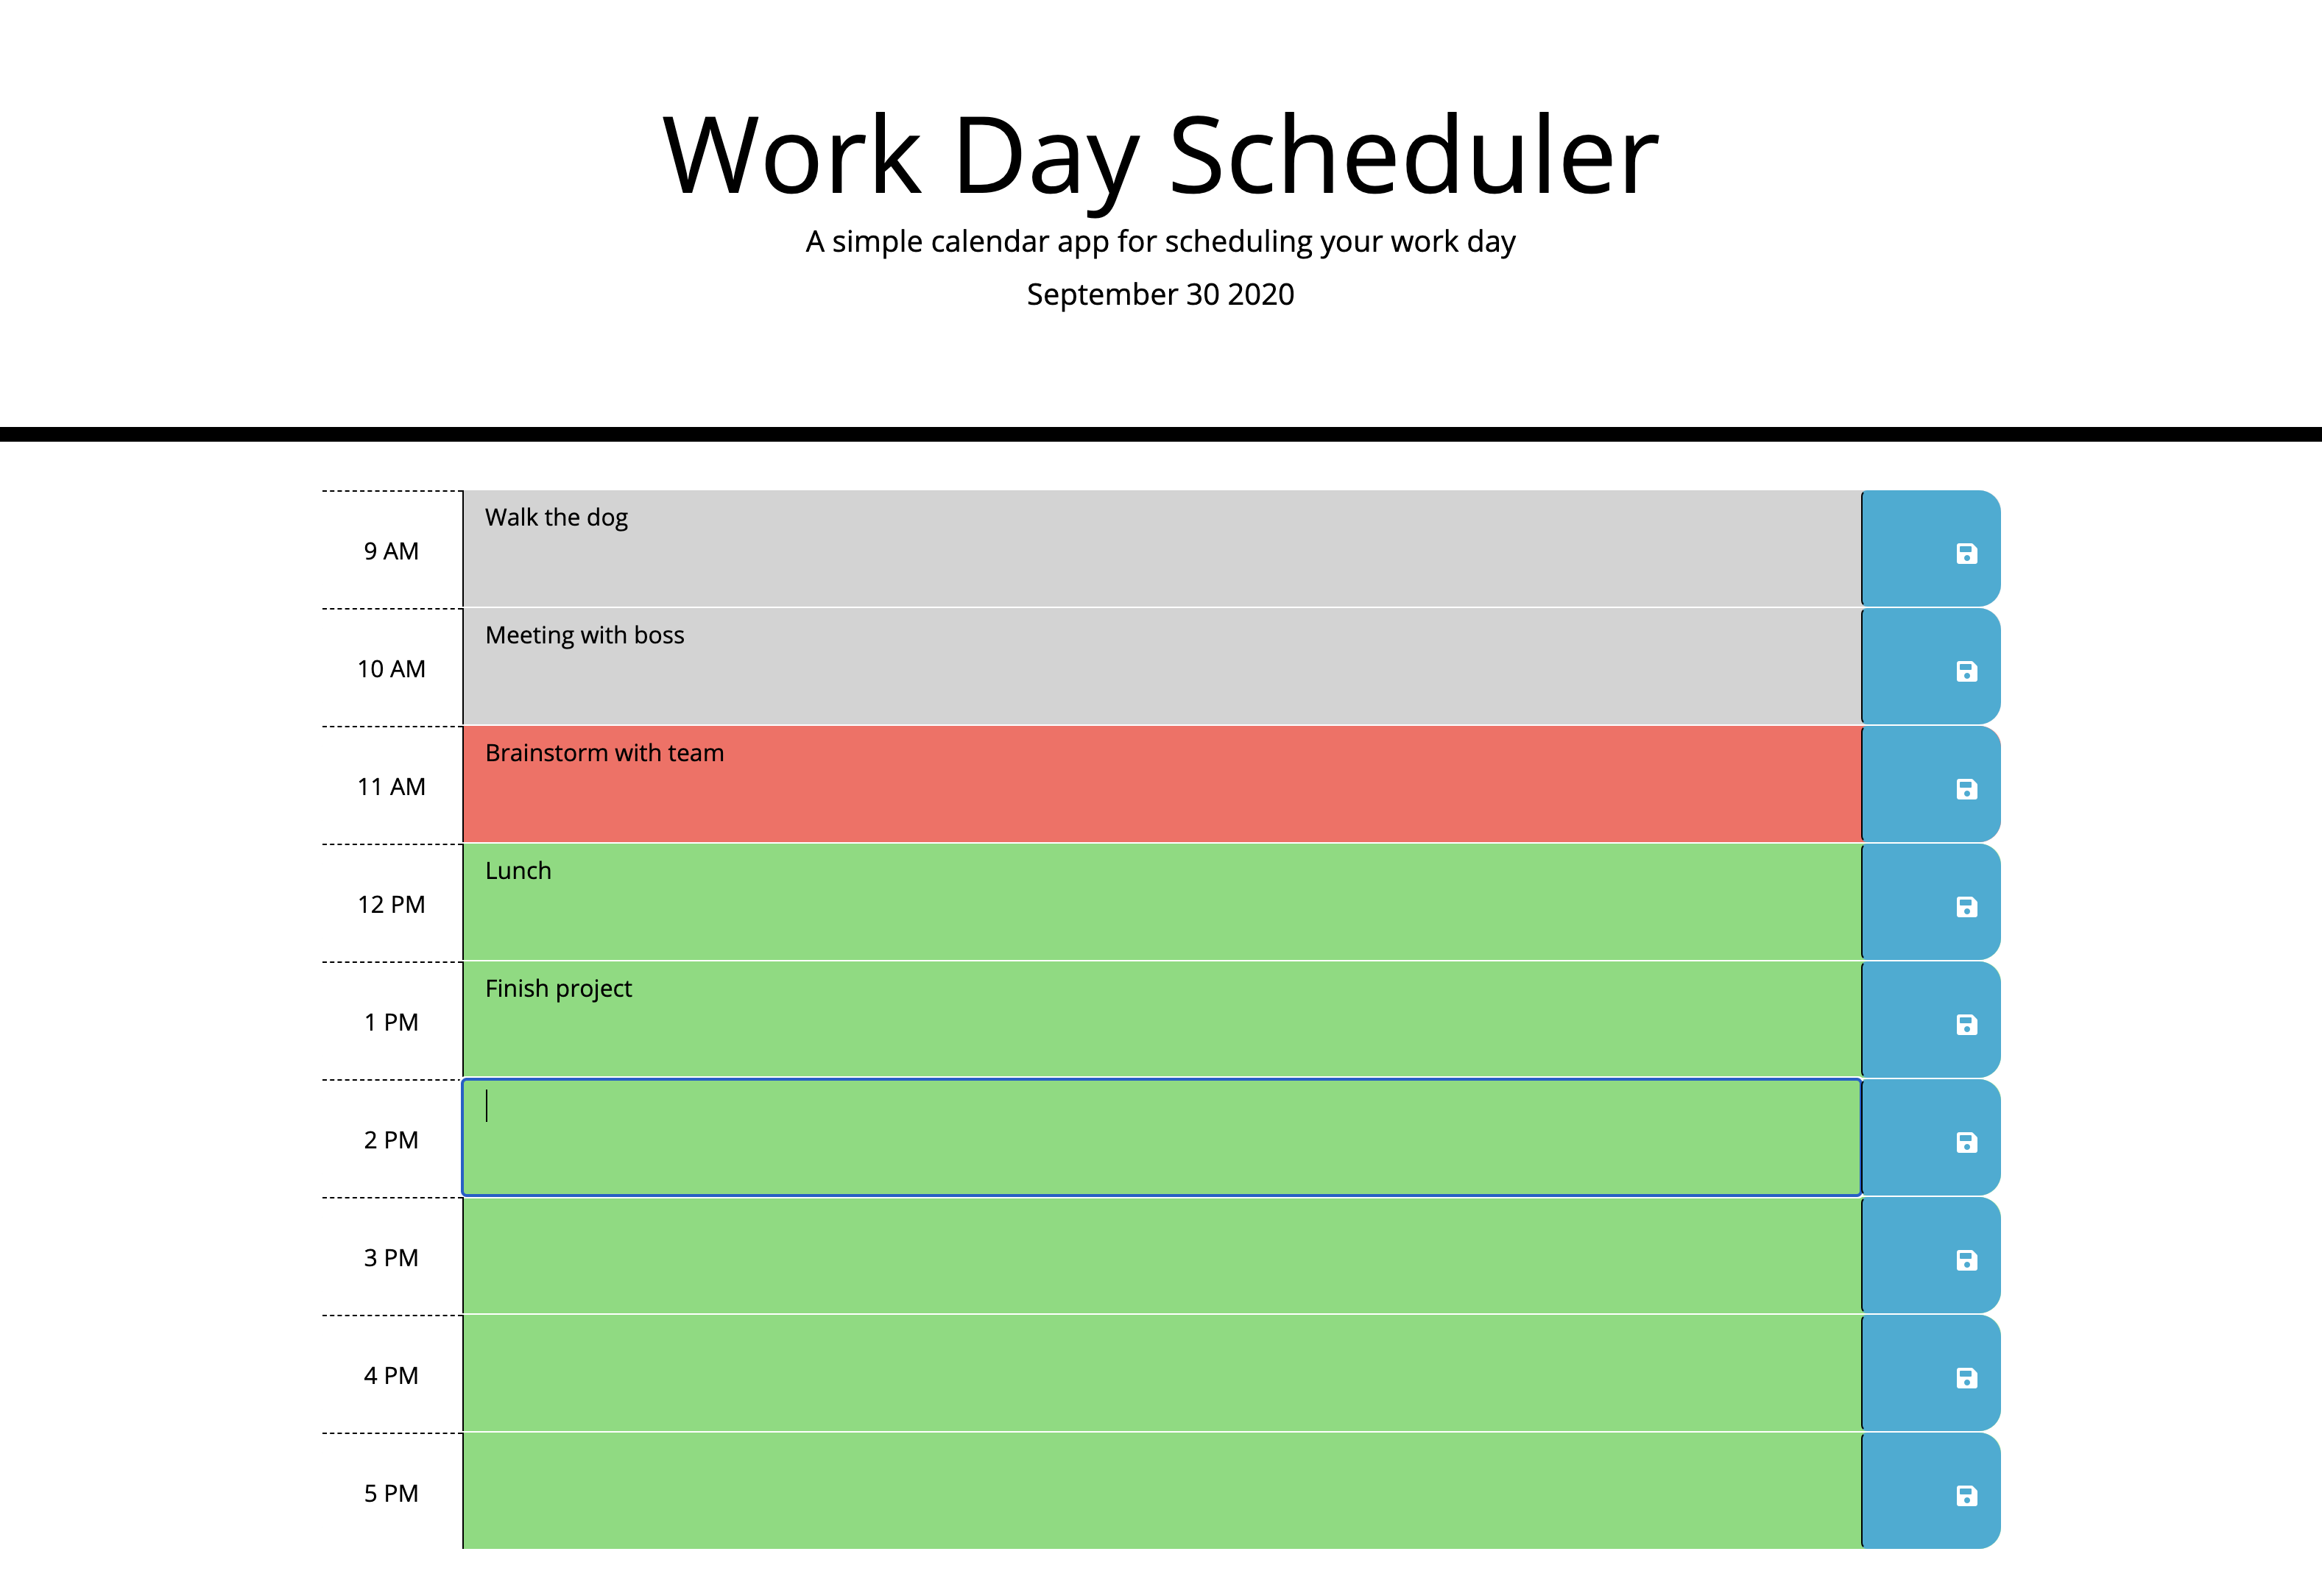 Work Day Scheduler
A simple calendar app for scheduling your work day
September 30 2020
9 AM Walk the dog
10 AM Meeting with boss
11 AM Brainstorm with team
12 PM Lunch
1 PM Finish project
2 PM
3 PM
4 PM
5 PM